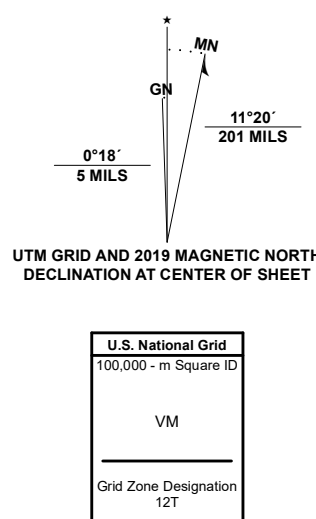 MN
GN
11°20´
201 MILS
0°18´
5 MILS
UTM GRID AND 2019 MAGNETIC NORTH
DECLINATION AT CENTER OF SHEET
U.S. National Grid
100,000 - m Square ID
VM
Grid Zone Designation
12T